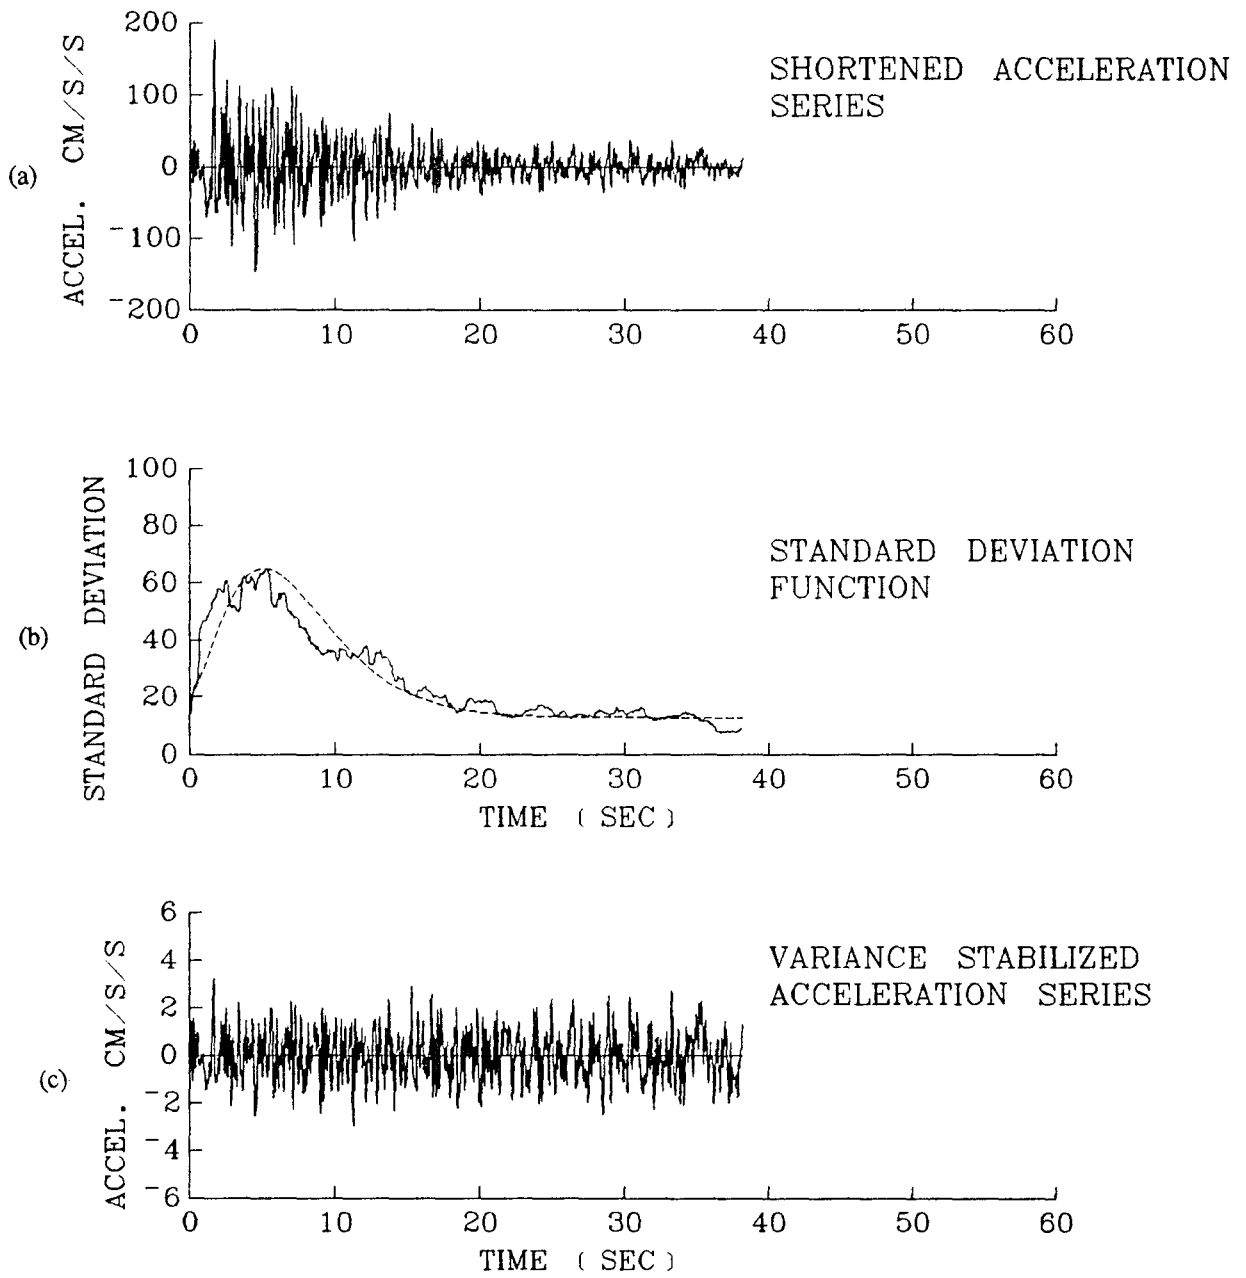 200
100
0
-100
-200
ACCEL. CM/S/S
(a)
SHORTENED ACCELERATION
SERIES
0 10 20 30 40 50 60
100
80
60
40
20
0
STANDARD DEVIATION
(b)
STANDARD DEVIATION
FUNCTION
0 10 20 30 40 50 60
TIME (SEC)
6
4
2
0
-2
-4
-6
ACCEL. CM/S/S
(c)
VARIANCE STABILIZED
ACCELERATION SERIES
0 10 20 30 40 50 60
TIME (SEC)